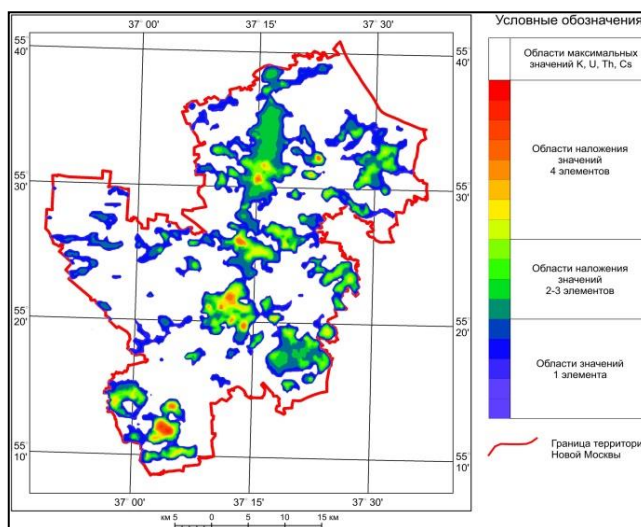 37° 00'
37° 15'
37° 30'
55° 40'
55° 40'
55° 30'
55° 30'
55° 20'
55° 20'
55° 10'
55° 10'
37° 00'
37° 15'
37° 30'
км 5 0 5 10 15 км
Условные обозначения
Области максимальных
значений K, U, Th, Cs
Области наложения
значений
4 элементов
Области наложения
значений
2-3 элементов
Области значений
1 элемента
Граница территори
Новой Москвы